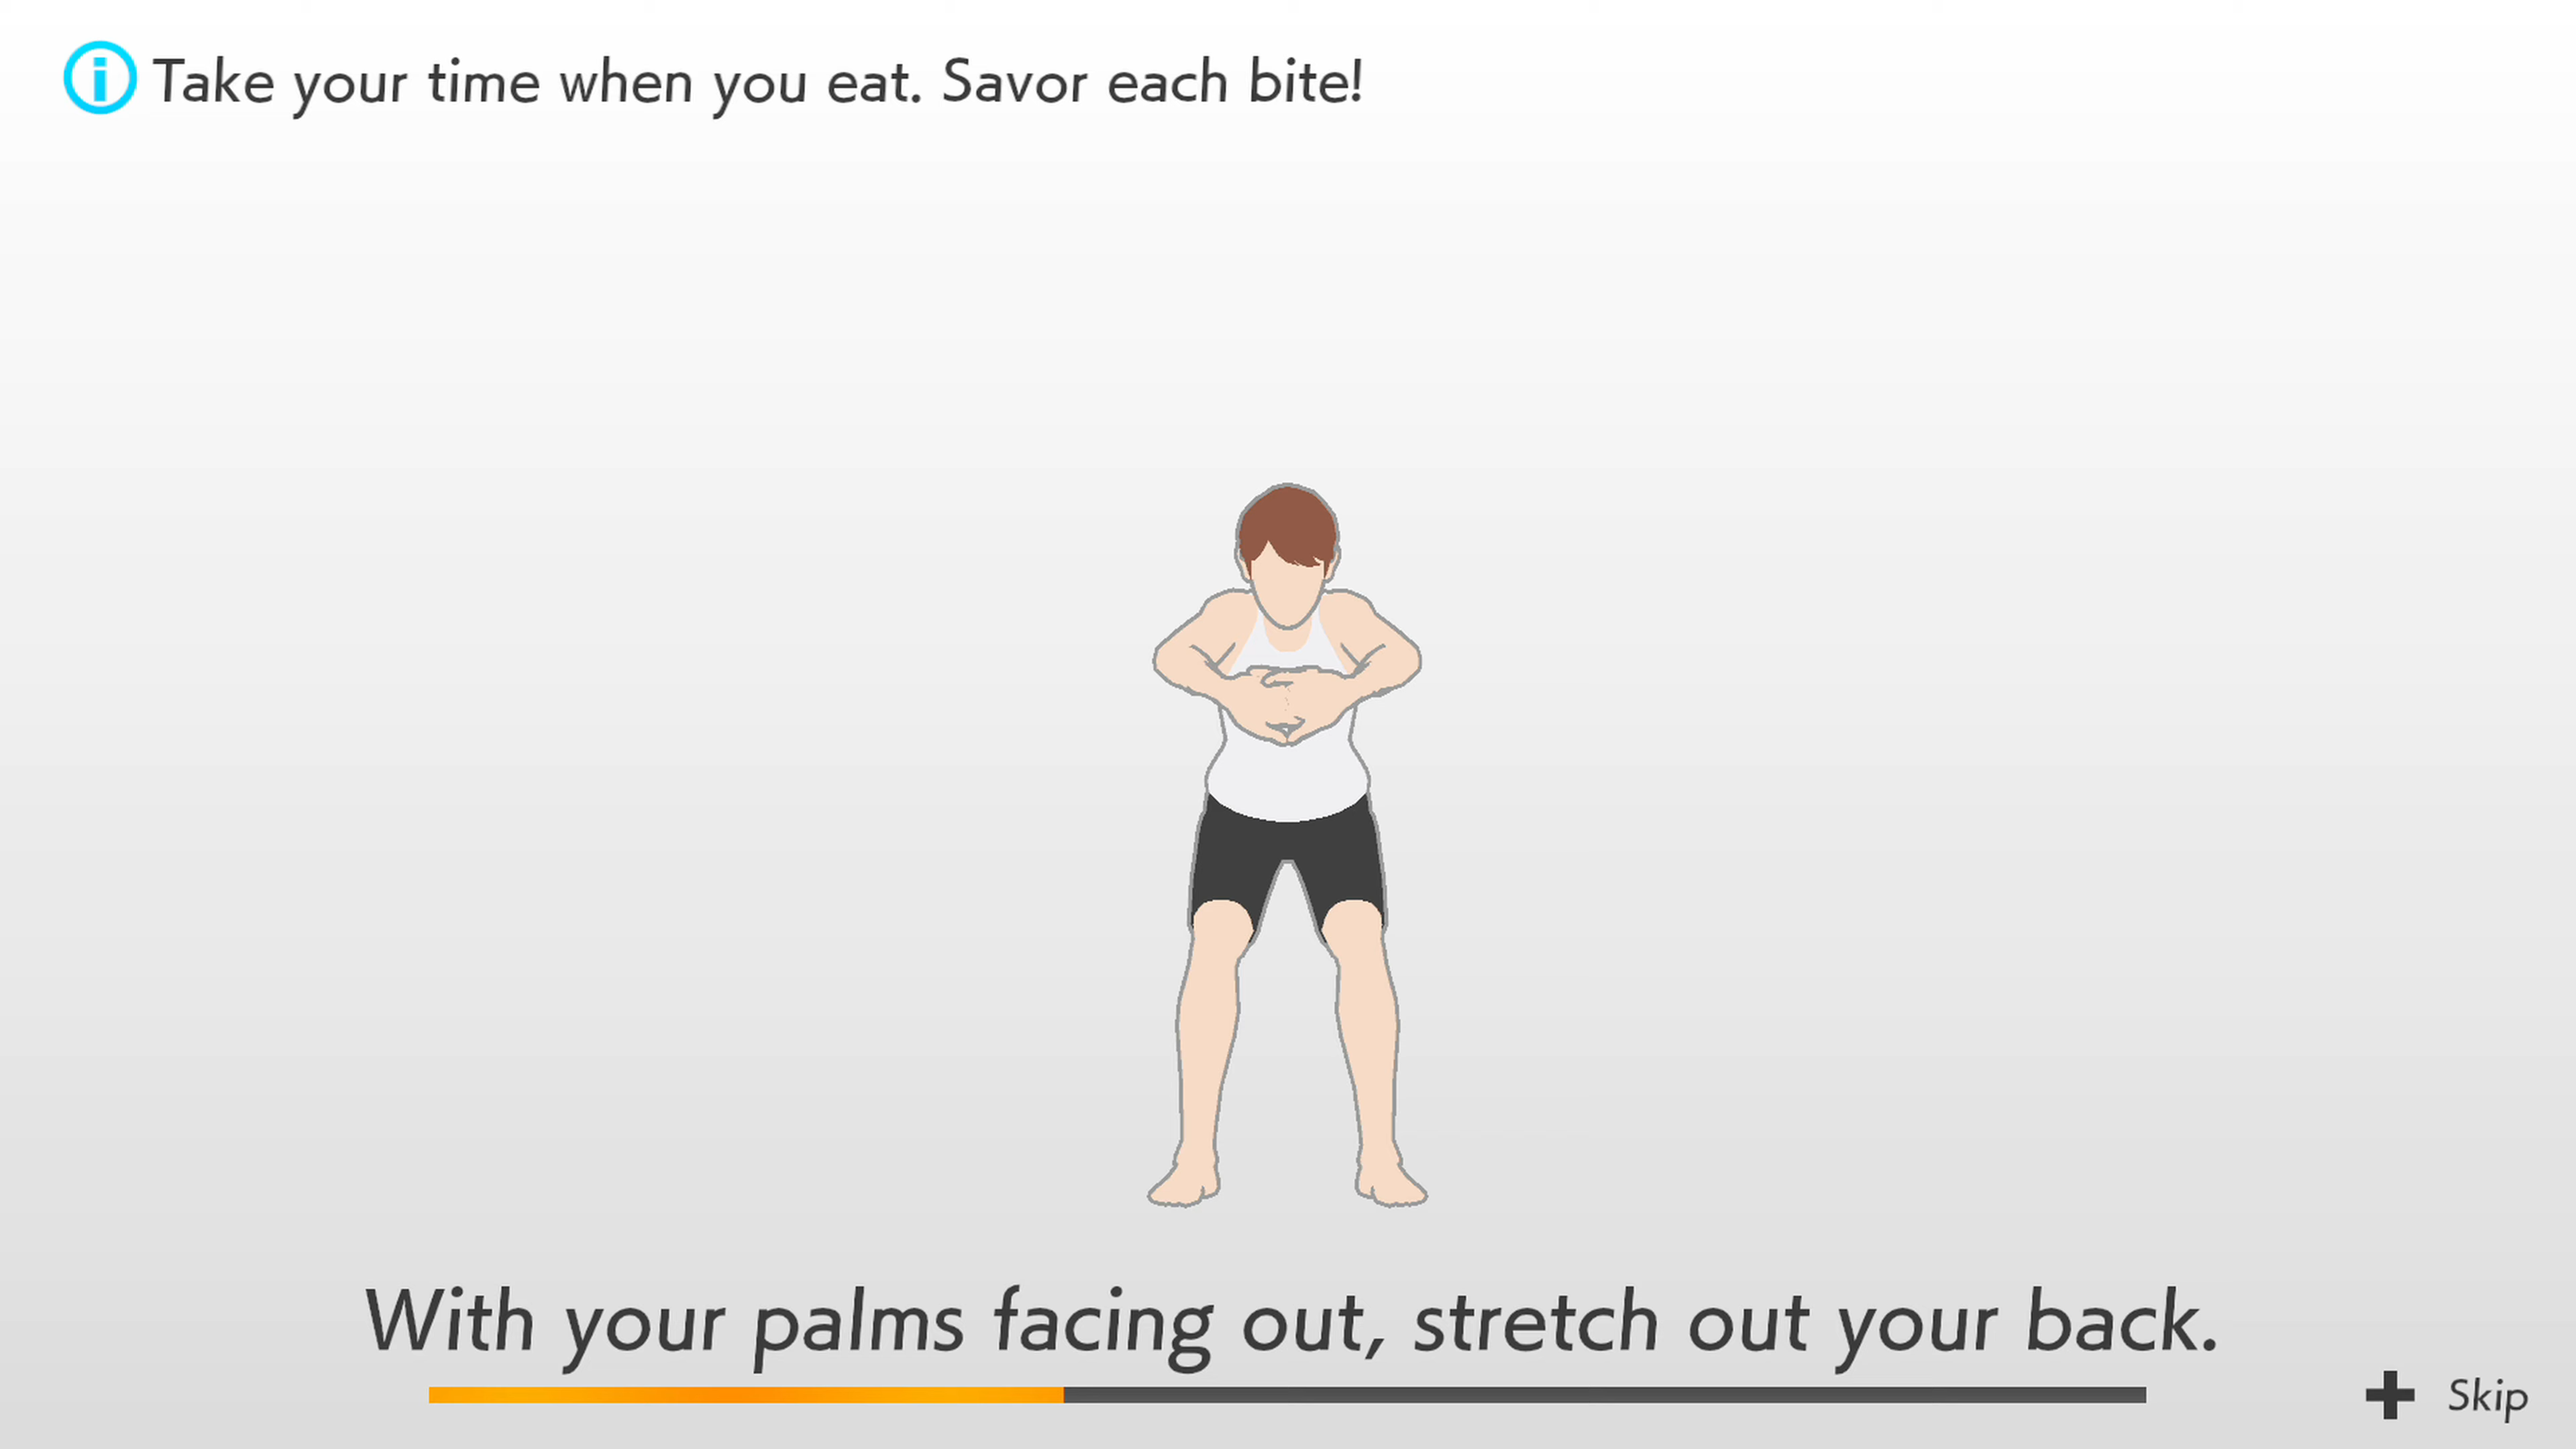 Take your time when you eat. Savor each bite!
With your palms facing out, stretch out your back.
Skip